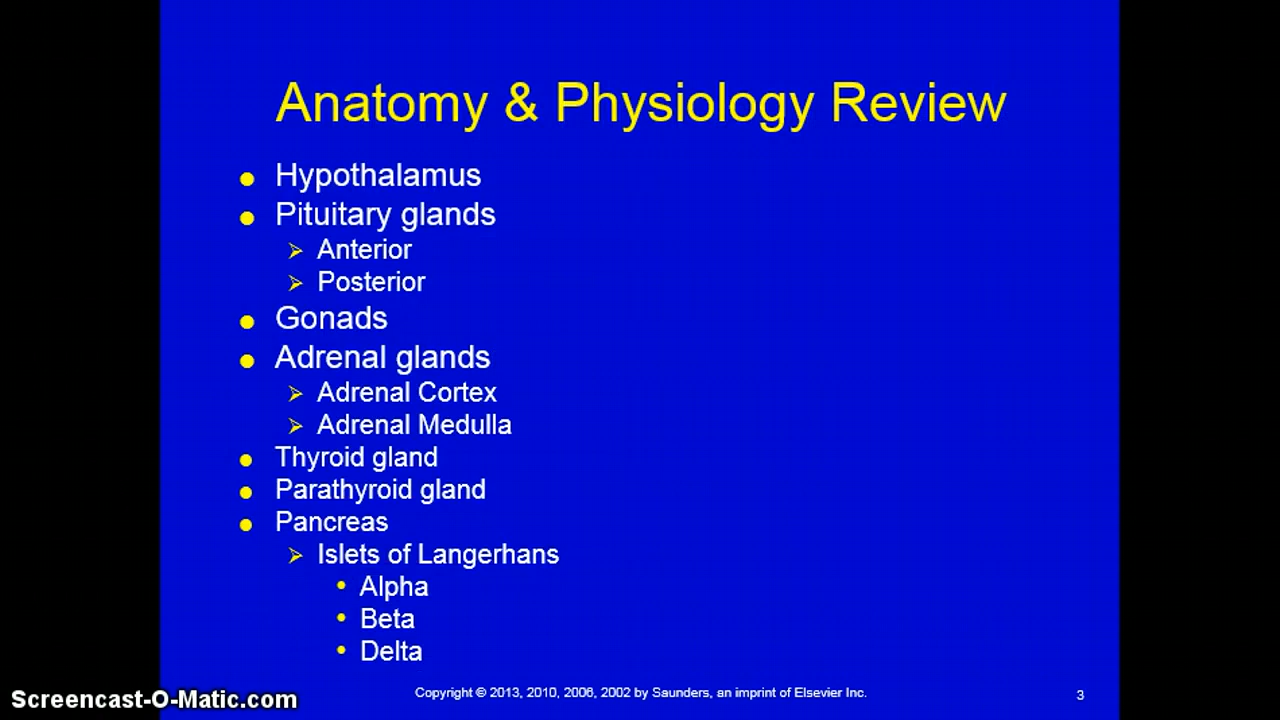 Anatomy & Physiology Review
Hypothalamus
Pituitary glands
Anterior
Posterior
Gonads
Adrenal glands
Adrenal Cortex
Adrenal Medulla
Thyroid gland
Parathyroid gland
Pancreas
Islets of Langerhans
Alpha
Beta
Delta
Copyright © 2013, 2010, 2006, 2002 by Saunders, an imprint of Elsevier Inc.
3
Screencast-O-Matic.com